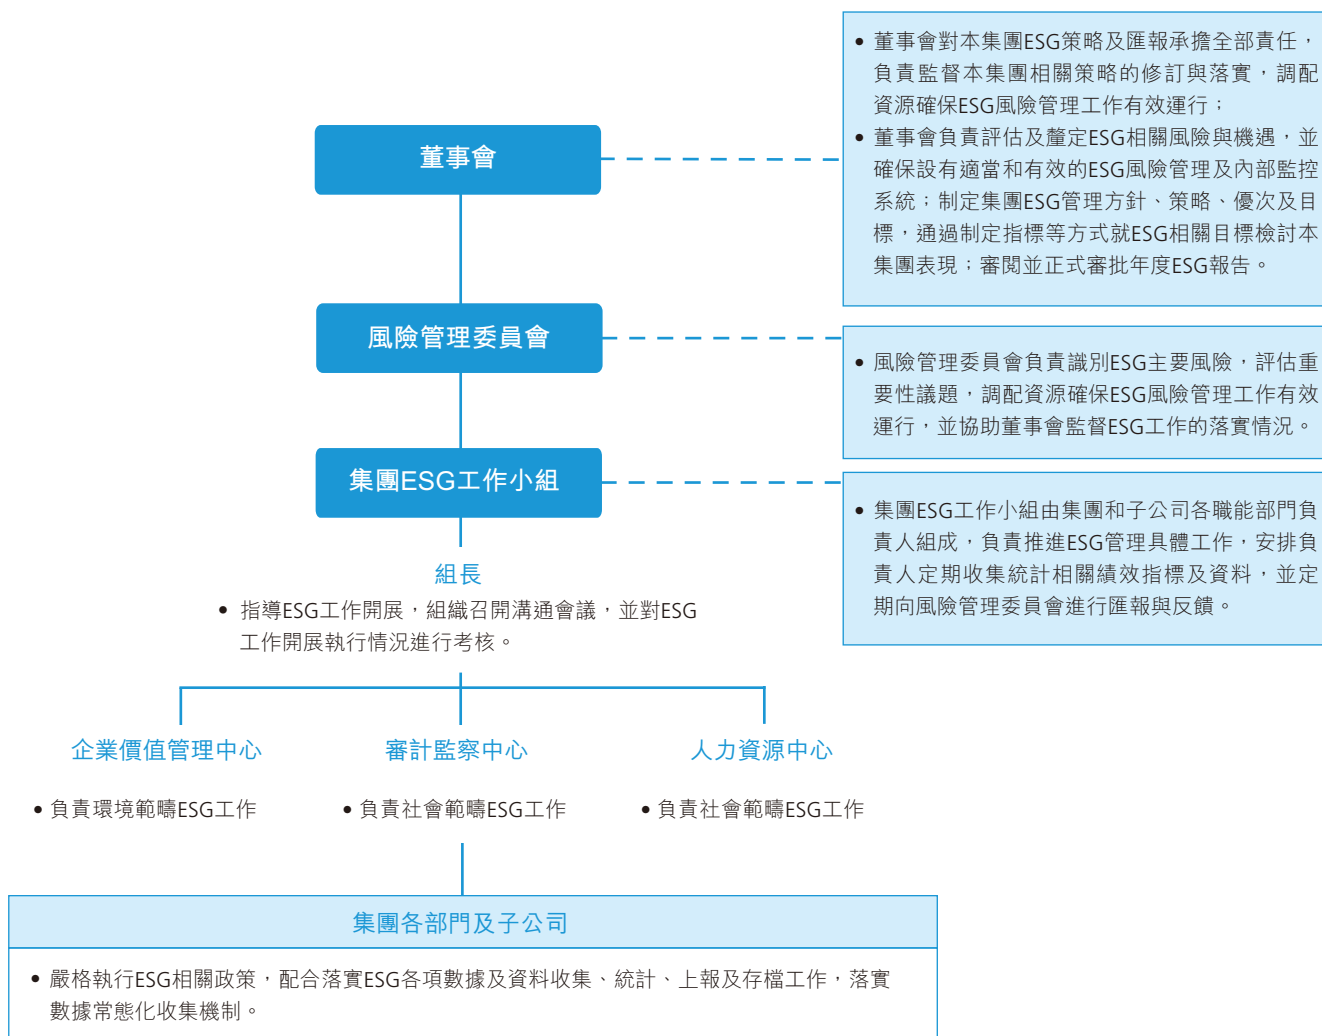 董事會
• 董事會對本集團ESG策略及匯報承擔全部責任，
負責監督本集團相關策略的修訂與落實，調配
資源確保ESG風險管理工作有效運行；
• 董事會負責評估及釐定ESG相關風險與機遇，並
確保設有適當和有效的ESG風險管理及內部監控
系統；制定集團ESG管理方針、策略、優次及目
標，通過制定指標等方式就ESG相關目標檢討本
集團表現；審閱並正式審批年度ESG報告。
風險管理委員會
• 風險管理委員會負責識別ESG主要風險，評估重
要性議題，調配資源確保ESG風險管理工作有效
運行，並協助董事會監督ESG工作的落實情況。
集團ESG工作小組
• 集團ESG工作小組由集團和子公司各職能部門負
責人組成，負責推進ESG管理具體工作，安排負
責人定期收集統計相關績效指標及資料，並定
期向風險管理委員會進行匯報與反饋。
組長
• 指導ESG工作開展，組織召開溝通會議，並對ESG
工作開展執行情況進行考核。
企業價值管理中心
• 負責環境範疇ESG工作
審計監察中心
• 負責社會範疇ESG工作
人力資源中心
• 負責社會範疇ESG工作
集團各部門及子公司
• 嚴格執行ESG相關政策，配合落實ESG各項數據及資料收集、統計、上報及存檔工作，落實
數據常態化收集機制。